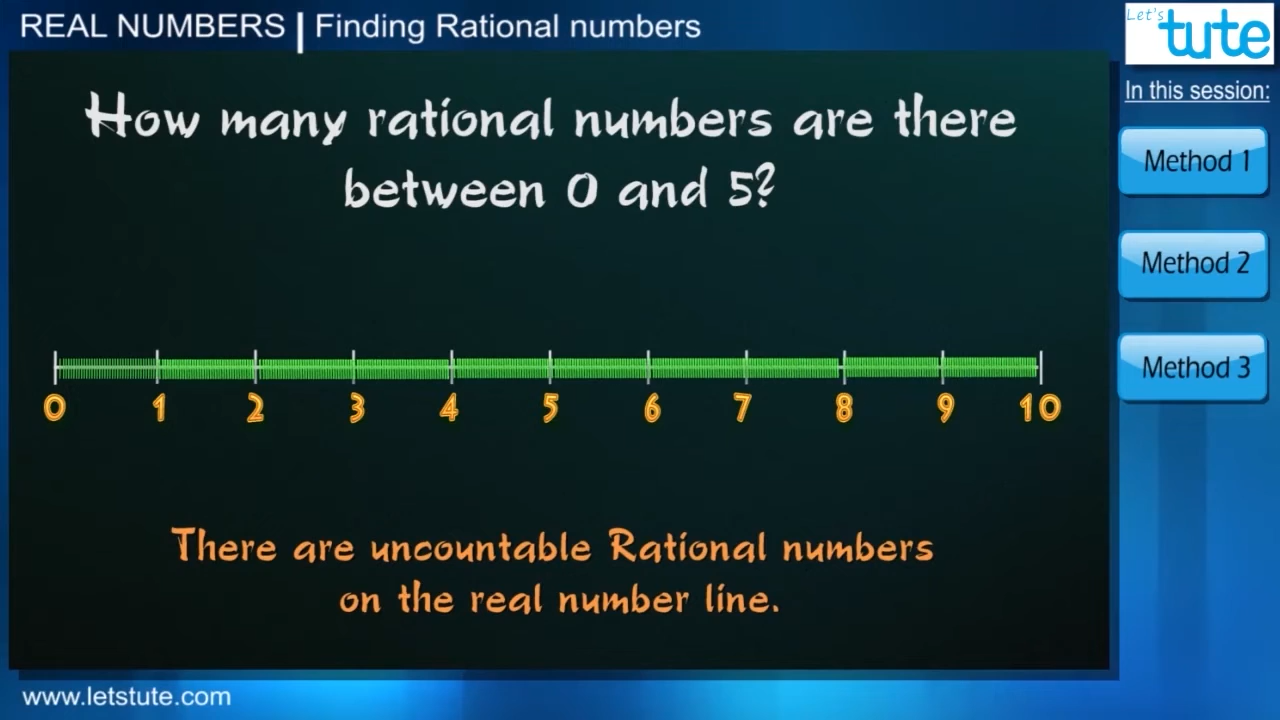 REAL NUMBERS | Finding Rational numbers
Let's
tute
In this session:
Method 1
Method 2
Method 3
How many rational numbers are there
between 0 and 5?
0 1 2 3 4 5 6 7 8 9 10
There are uncountable Rational numbers
on the real number line.
www.letstute.com